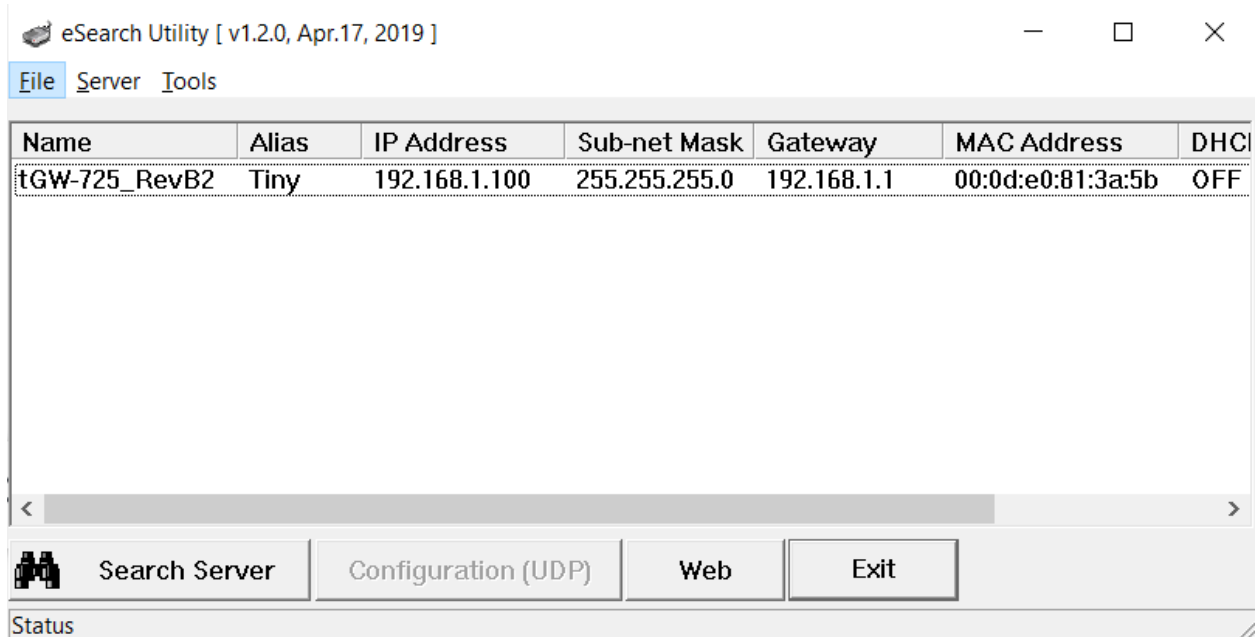 eSearch Utility [ v1.2.0, Apr.17, 2019 ]
File Server Tools
Name Alias IP Address Sub-net Mask Gateway MAC Address DHCI
tGW-725_RevB2 Tiny 192.168.1.100 255.255.255.0 192.168.1.1 00:0d:e0:81:3a:5b OFF
Search Server Configuration (UDP) Web Exit
Status